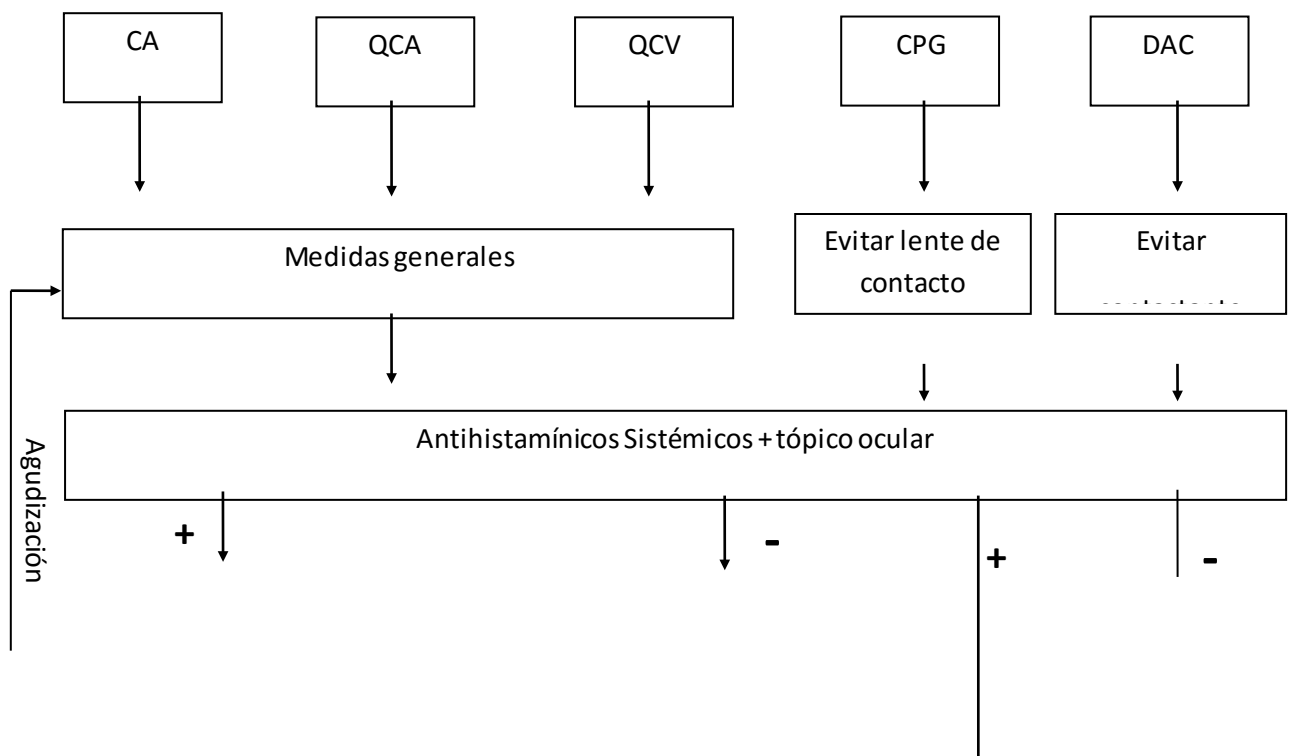 CA
QCA
QCV
CPG
DAC
Medidas generales
Evitar lente de
contacto
Evitar
Antihistamínicos Sistémicos + tópico ocular
Agudización
+
-
+
-